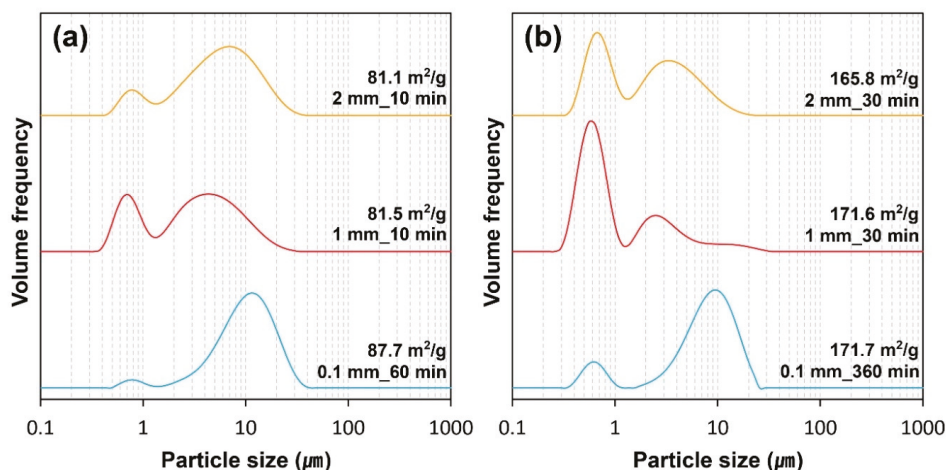 (a)
81.1 m²/g
2 mm_10 min
81.5 m²/g
1 mm_10 min
87.7 m²/g
0.1 mm_60 min
Volume frequency
0.1 1 10 100 1000
Particle size (㎛)
(b)
165.8 m²/g
2 mm_30 min
171.6 m²/g
1 mm_30 min
171.7 m²/g
0.1 mm_360 min
Volume frequency
0.1 1 10 100 1000
Particle size (㎛)